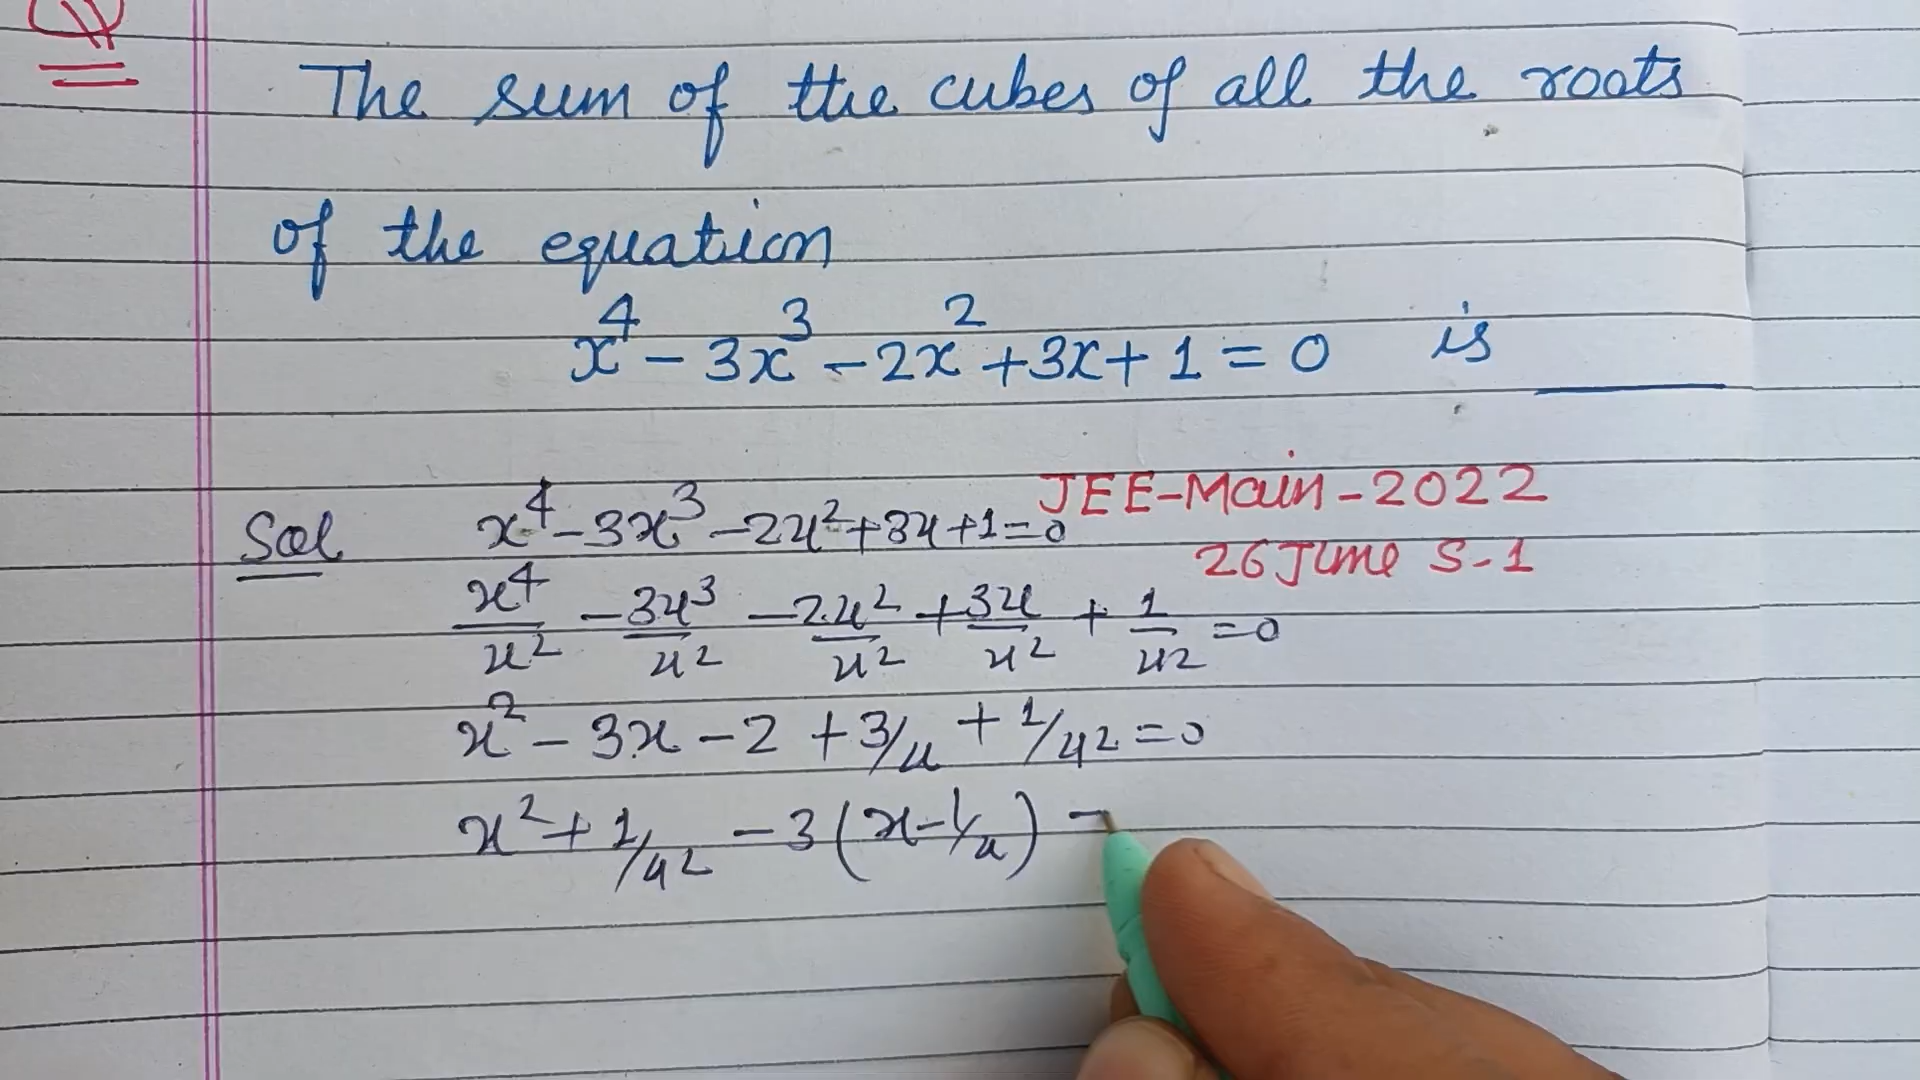 Q
The sum of the cubes of all the roots
of the equation
x⁴ - 3x³ - 2x² + 3x + 1 = 0 is ______
JEE-Main-2022
Sol x⁴ - 3x³ - 2x² + 3x + 1 = 0
26 June S-1
x⁴/x² - 3x³/x² - 2x²/x² + 3x/x² + 1/x² = 0
x² - 3x - 2 + 3/x + 1/x² = 0
x² + 1/x² - 3(x - 1/x) -